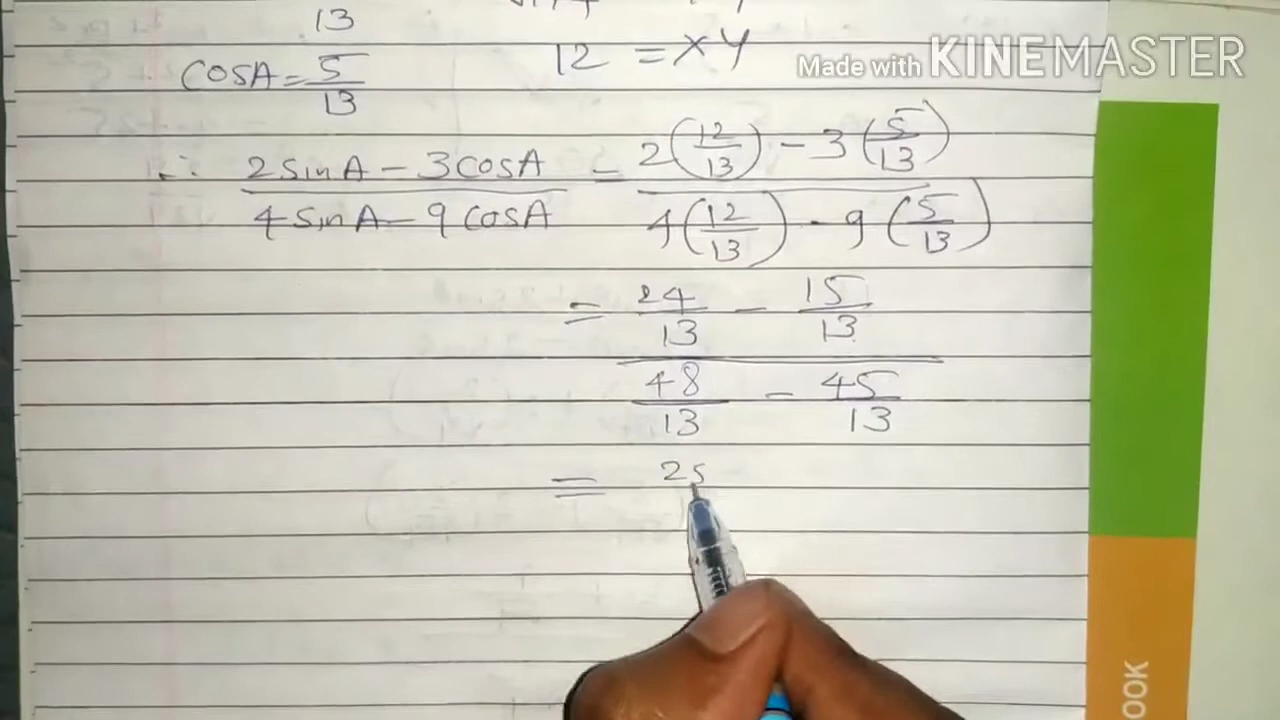 13
12 = XY
Made with KINEMASTER
cosA = 5/13
∴ 2sinA - 3cosA / 4sinA - 9cosA = 2(12/13) - 3(5/13) / 4(12/13) - 9(5/13)
= 24/13 - 15/13 / 48/13 - 45/13
= 25
OOK